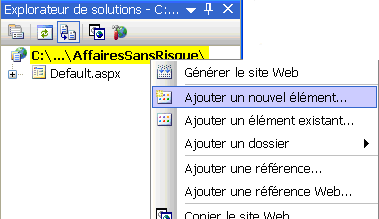 Explorateur de solutions - C:...
C:\...\AffairesSansRisque\
Default.aspx
Générer le site Web
Ajouter un nouvel élément...
Ajouter un élément existant...
Ajouter un dossier
Ajouter une référence...
Ajouter une référence Web...
Copier le site Web